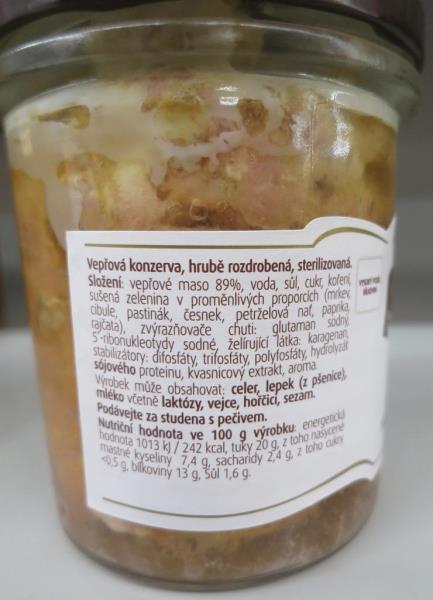 Vepřová konzerva, hrubě rozdrobená, sterilizovaná.
Složení: vepřové maso 89%, voda, sůl, cukr, koření,
sušená zelenina v proměnlivých proporcích (mrkev,
cibule, pastinák, česnek, petrželová nať, paprika,
rajčata), zvýrazňovače chuti: glutaman sodný,
5'-ribonukleotydy sodné, želírující látka: karagenan,
stabilizátory: difosfáty, trifosfáty, polyfosfáty, hydrolyzát
sójového proteinu, kvasnicový extrakt, aroma.
Výrobek může obsahovat: celer, lepek (z pšenice),
mléko včetně laktózy, vejce, hořčici, sezam.
Podávejte za studena s pečivem.
Nutriční hodnota ve 100 g výrobku: energetická
hodnota 1013 kJ / 242 kcal, tuky 20 g, z toho nasycené
mastné kyseliny 7,4 g, sacharidy 2,4 g, z toho cukry
<0,5 g, bílkoviny 13 g, Sůl 1,6 g.